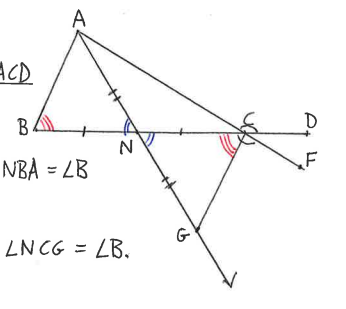 A
ACD
B
N
C
D
F
NBA = ∠B
G
∠NCG = ∠B.